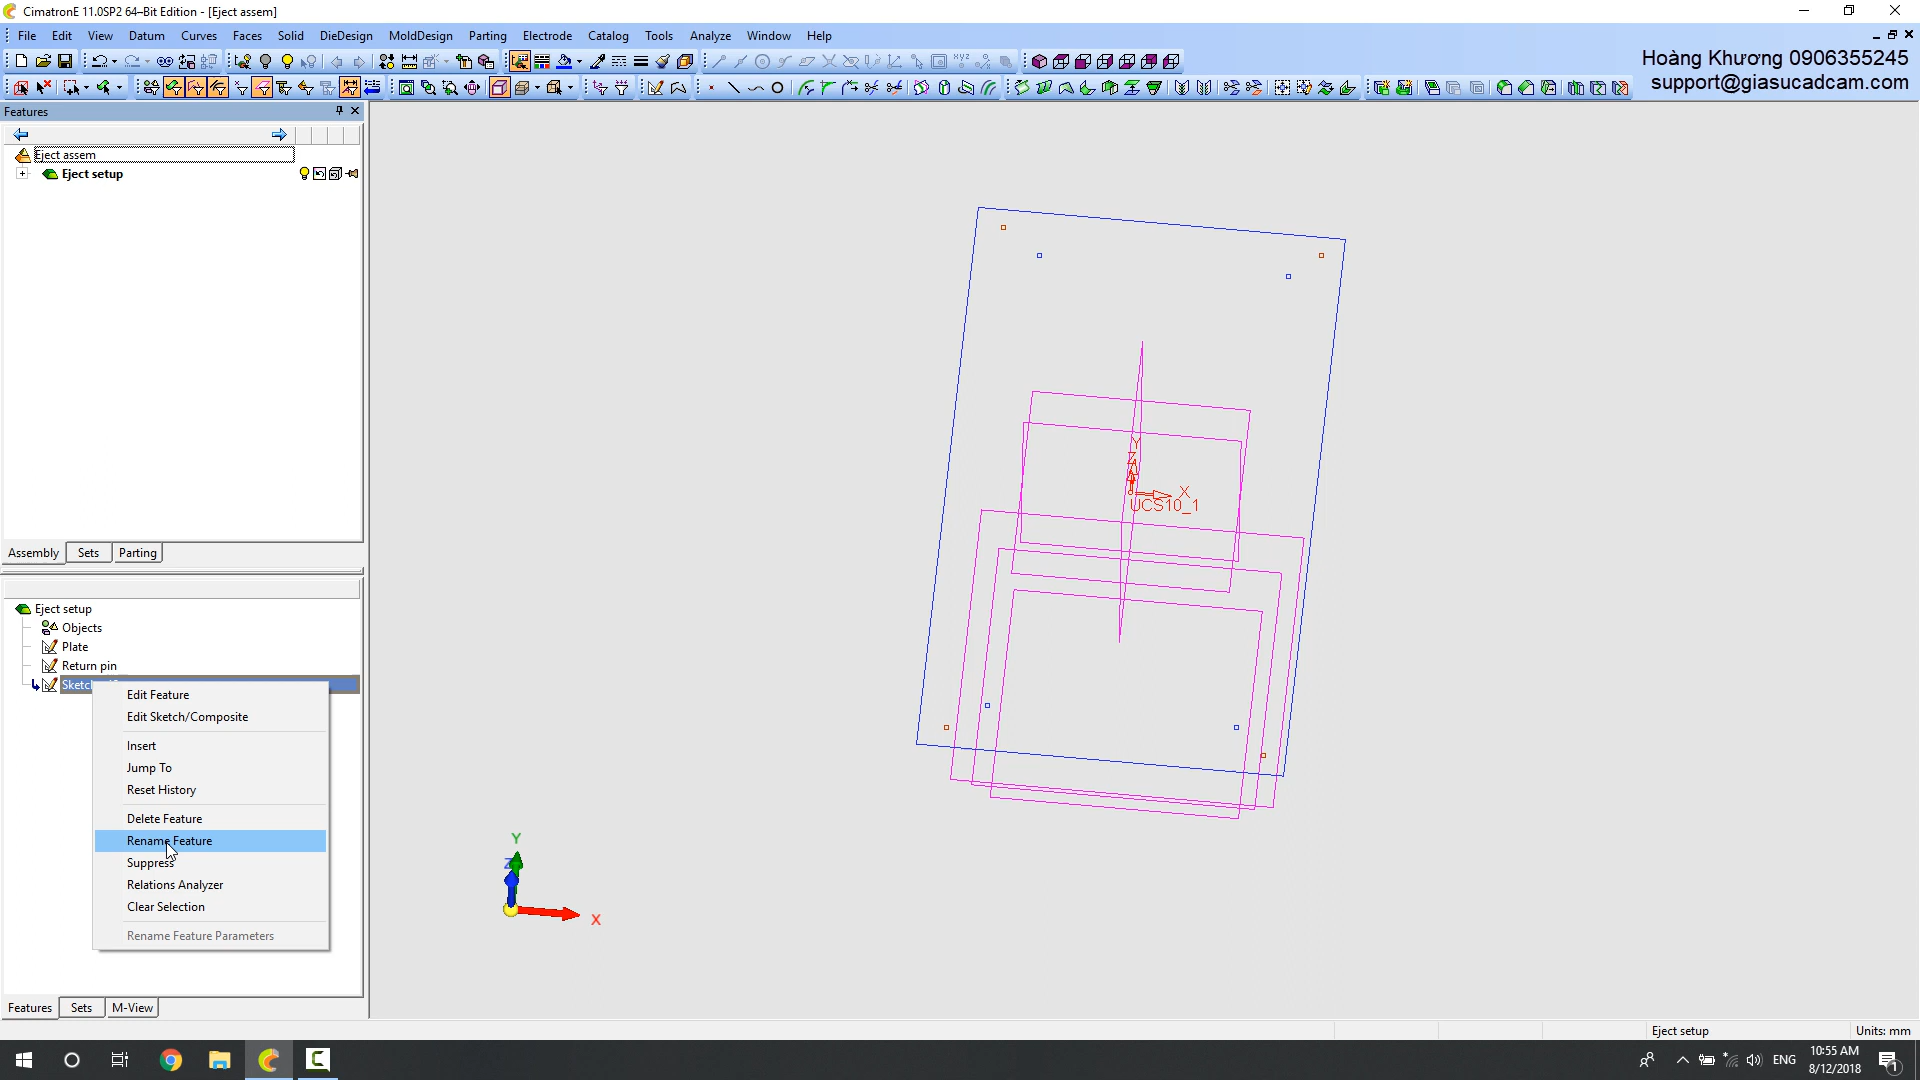 CimatronE 11.0SP2 64–Bit Edition - [Eject assem]
File Edit View Datum Curves Faces Solid DieDesign MoldDesign Parting Electrode Catalog Tools Analyze Window Help
Hoàng Khương 0906355245
support@giasucadcam.com
Features
Eject assem
Eject setup
Assembly Sets Parting
Eject setup
Objects
Plate
Return pin
Edit Feature
Edit Sketch/Composite
Insert
Jump To
Reset History
Delete Feature
Rename Feature
Suppress
Relations Analyzer
Clear Selection
Rename Feature Parameters
Features Sets M-View
Y
Z
X
UCS10_1
Y
Z
X
Eject setup Units: mm
ENG
10:55 AM
8/12/2018
1